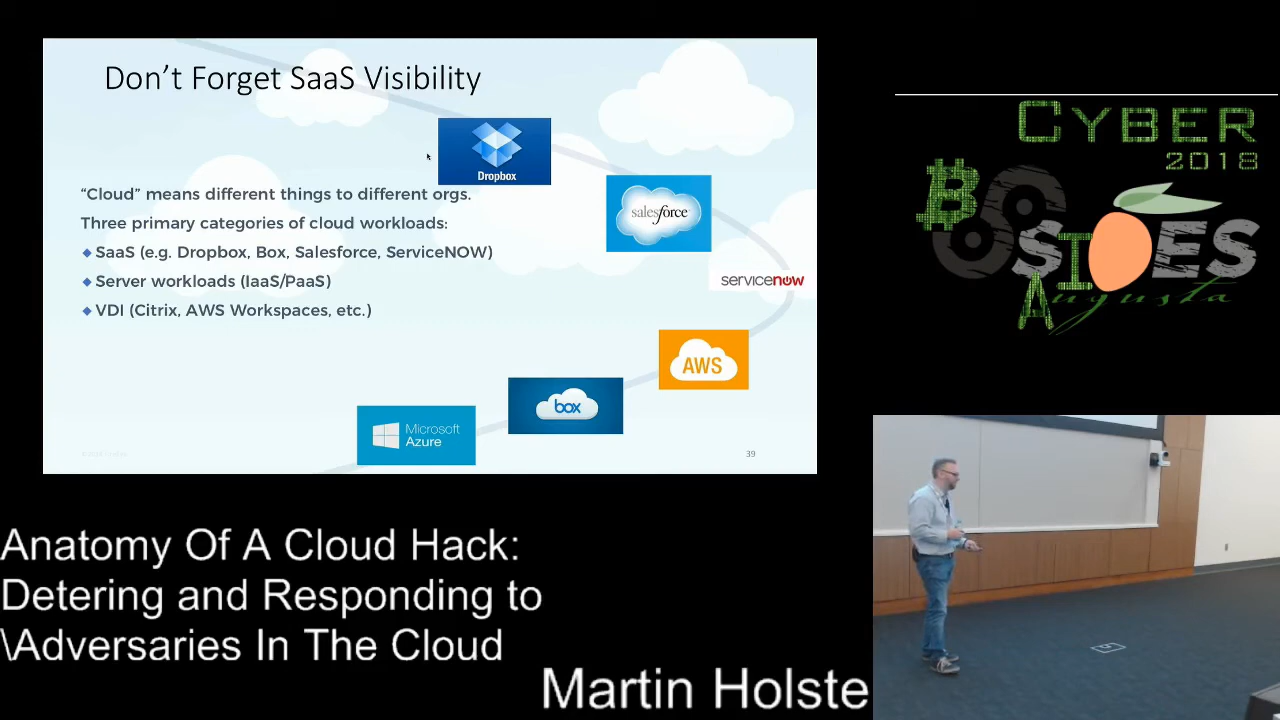 Don't Forget SaaS Visibility
Dropbox
"Cloud" means different things to different orgs.
Three primary categories of cloud workloads:
SaaS (e.g. Dropbox, Box, Salesforce, ServiceNOW)
Server workloads (IaaS/PaaS)
VDI (Citrix, AWS Workspaces, etc.)
salesforce
servicenow
AWS
box
Microsoft
Azure
39
CYBER
2018
BSIDES
Augusta
Anatomy Of A Cloud Hack:
Detering and Responding to
\Adversaries In The Cloud
Martin Holste